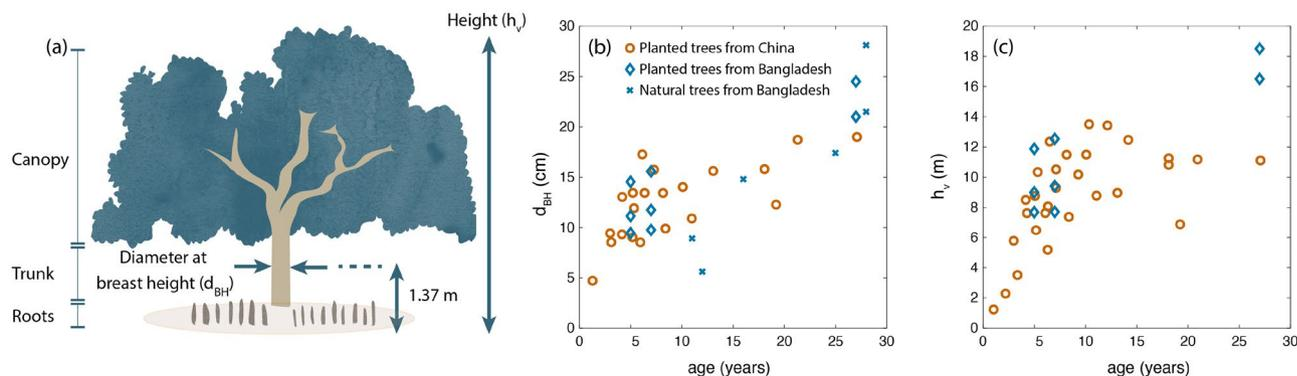 (a)
Height (hv)
Canopy
Trunk
Roots
Diameter at
breast height (dBH)
1.37 m
(b)
Planted trees from China
Planted trees from Bangladesh
Natural trees from Bangladesh
30
25
20
15
10
5
0
dBH (cm)
0 5 10 15 20 25 30
age (years)
(c)
20
18
16
14
12
10
8
6
4
2
0
hv (m)
0 5 10 15 20 25 30
age (years)